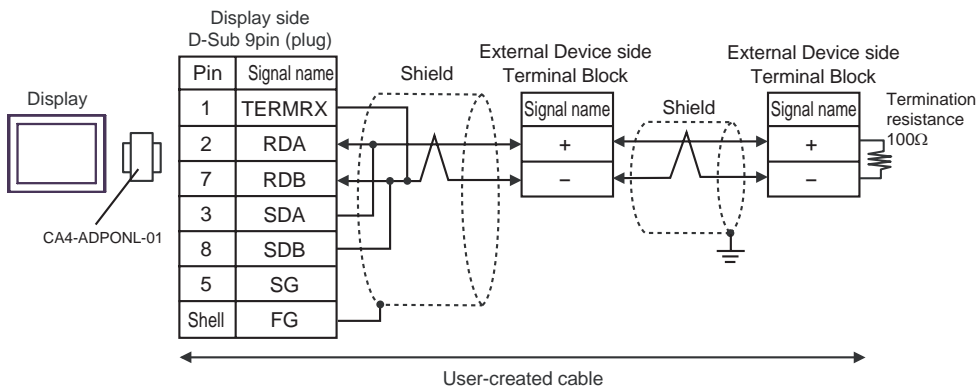 Display side
D-Sub 9pin (plug)
Pin Signal name
1 TERMRX
2 RDA
7 RDB
3 SDA
8 SDB
5 SG
Shell FG
Display
CA4-ADPONL-01
Shield
External Device side
Terminal Block
Signal name
+
−
Shield
External Device side
Terminal Block
Signal name
+
−
Termination
resistance
100Ω
User-created cable